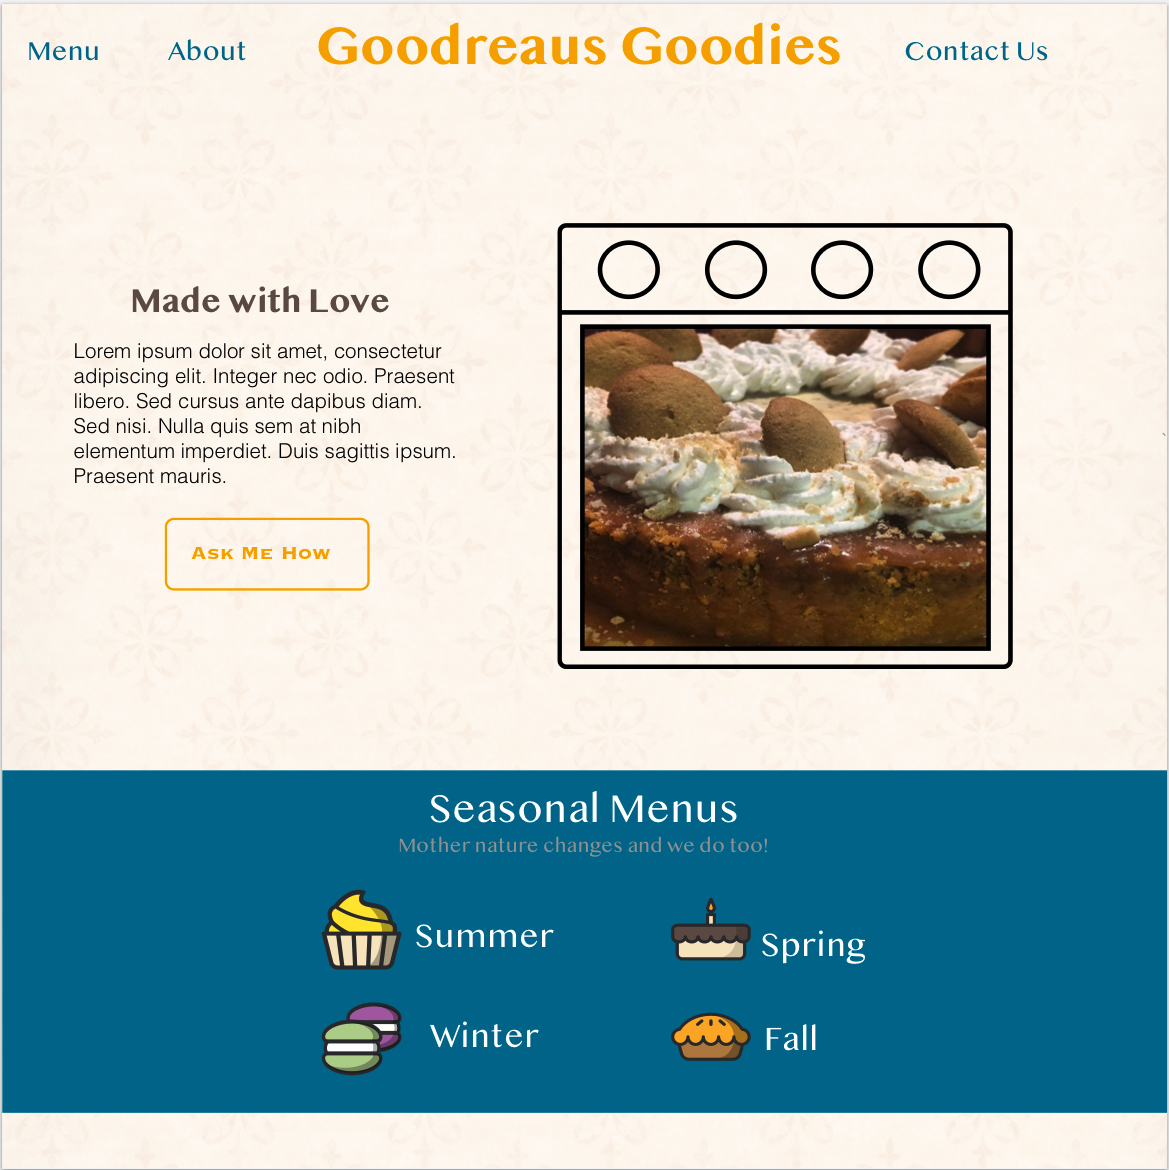 Menu About Goodreaus Goodies Contact Us
Made with Love
Lorem ipsum dolor sit amet, consectetur
adipiscing elit. Integer nec odio. Praesent
libero. Sed cursus ante dapibus diam.
Sed nisi. Nulla quis sem at nibh
elementum imperdiet. Duis sagittis ipsum.
Praesent mauris.
Ask Me How
Seasonal Menus
Mother nature changes and we do too!
Summer
Spring
Winter
Fall